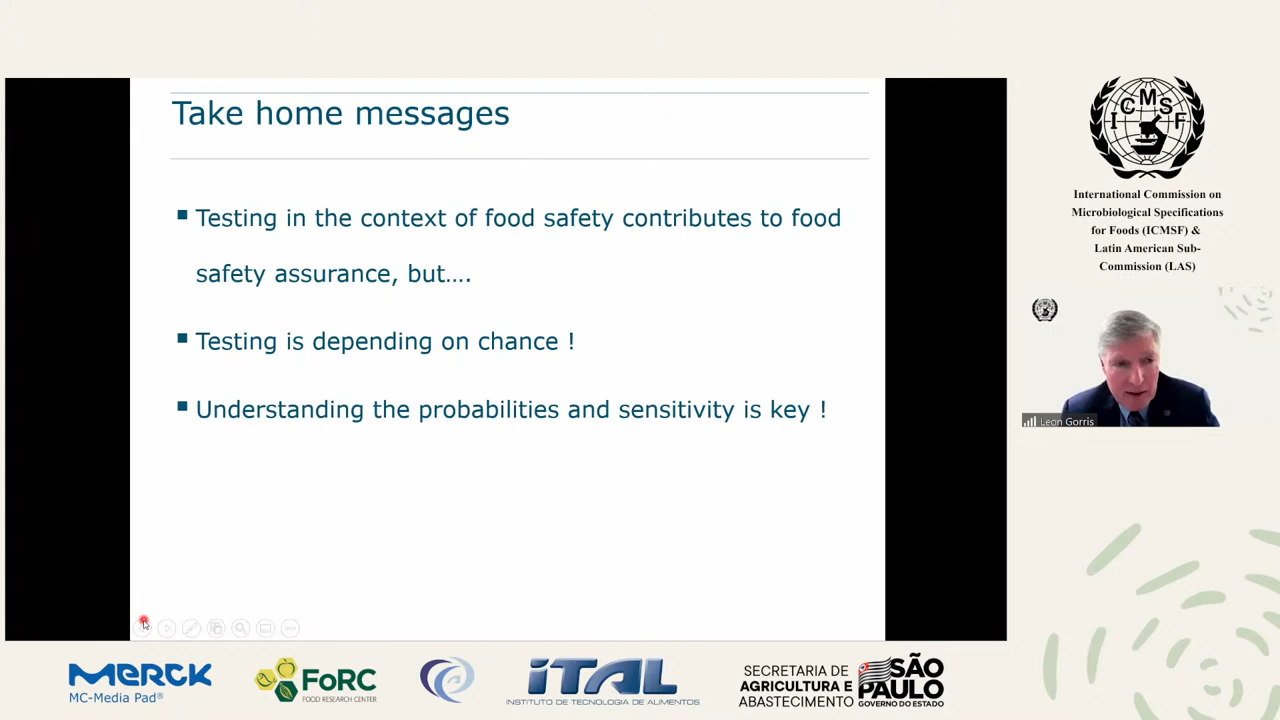 Take home messages
Testing in the context of food safety contributes to food
safety assurance, but....
Testing is depending on chance !
Understanding the probabilities and sensitivity is key !
ICMSF
International Commission on
Microbiological Specifications
for Foods (ICMSF) &
Latin American Sub-
Commission (LAS)
Leon Gorris
MERCK
MC-Media Pad®
FoRC
FOOD RESEARCH CENTER
iTAL
INSTITUTO DE TECNOLOGIA DE ALIMENTOS
SECRETARIA DE
AGRICULTURA E
ABASTECIMENTO
SÃO
PAULO
GOVERNO DO ESTADO